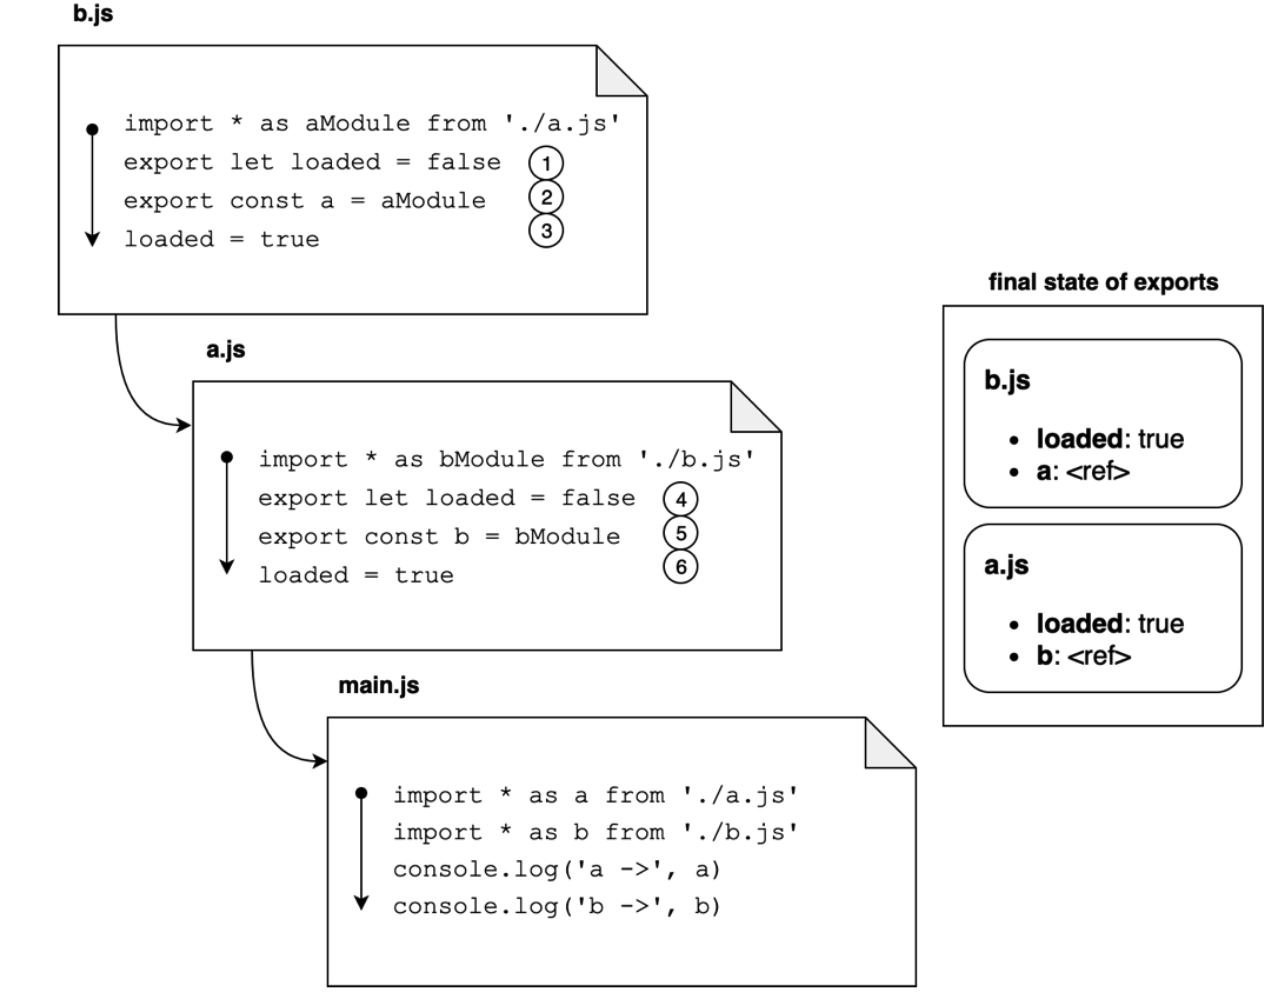 b.js
import * as aModule from './a.js'
export let loaded = false 1
export const a = aModule 2
loaded = true 3
a.js
import * as bModule from './b.js'
export let loaded = false 4
export const b = bModule 5
loaded = true 6
main.js
import * as a from './a.js'
import * as b from './b.js'
console.log('a ->', a)
console.log('b ->', b)
final state of exports
b.js
• loaded: true
• a: <ref>
a.js
• loaded: true
• b: <ref>